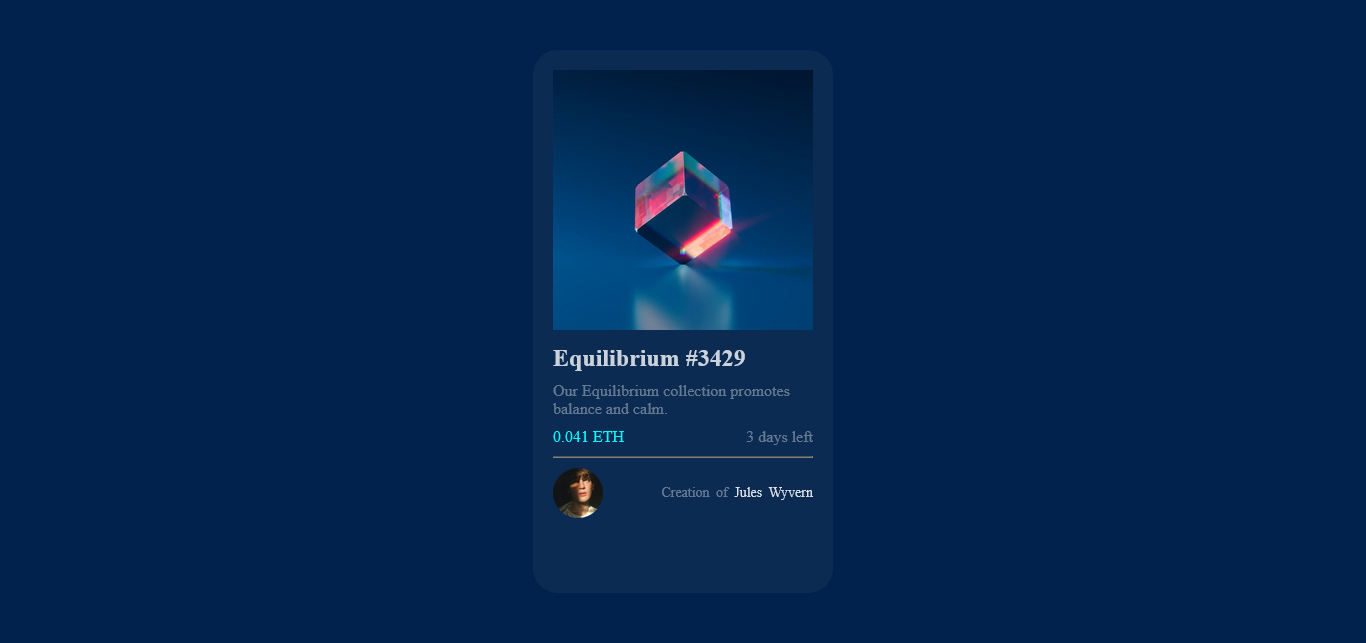 Equilibrium #3429
Our Equilibrium collection promotes
balance and calm.
0.041 ETH 3 days left
Creation of Jules Wyvern